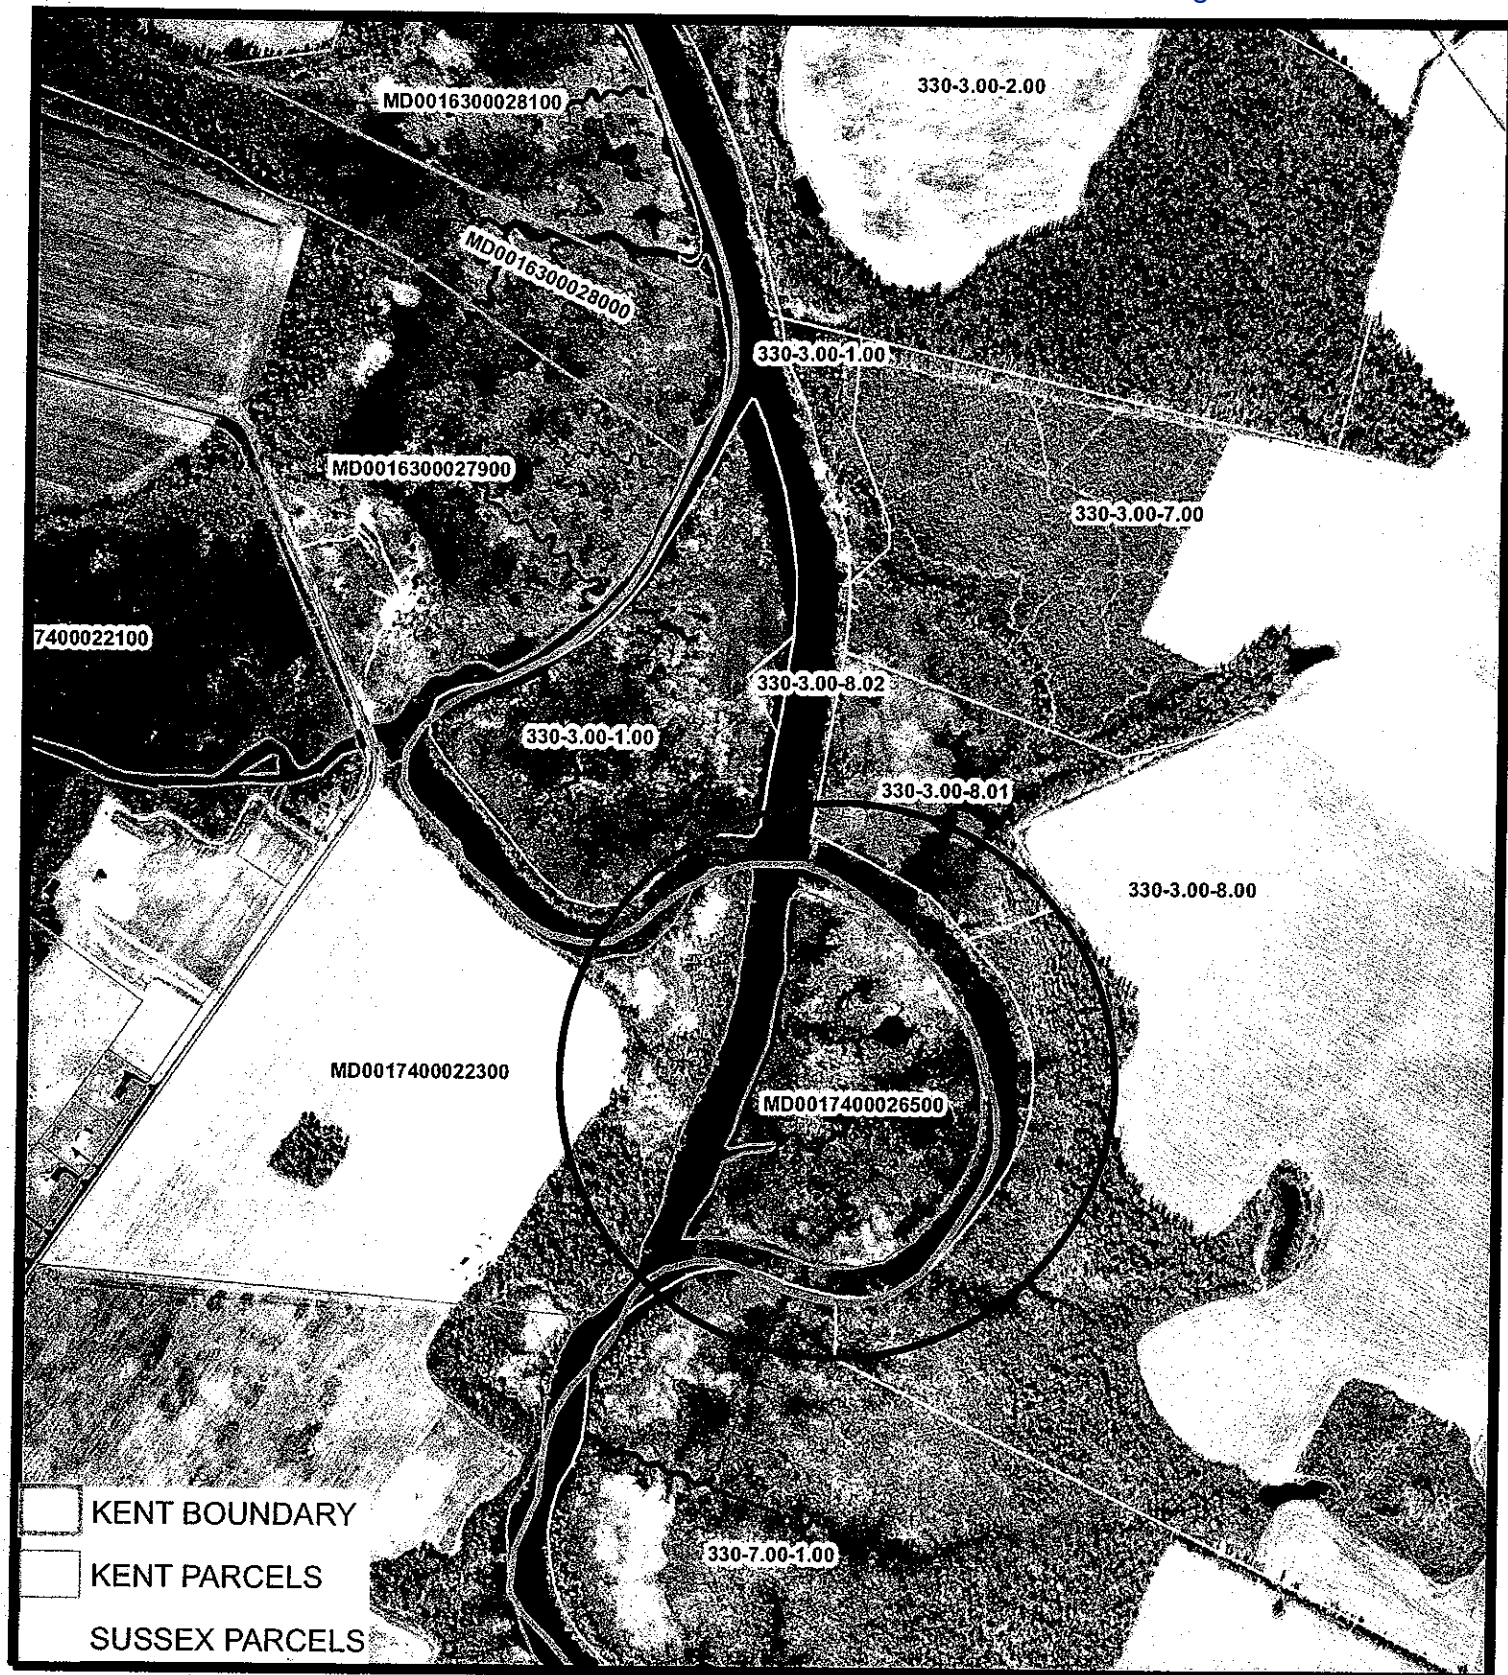 330-3.00-2.00
MD0016300028100
MD0016300028000
330-3.00-1.00
MD0016300027900
330-3.00-7.00
7400022100
330-3.00-8.02
330-3.00-1.00
330-3.00-8.01
330-3.00-8.00
MD0017400022300
MD0017400026500
KENT BOUNDARY
330-7.00-1.00
KENT PARCELS
SUSSEX PARCELS